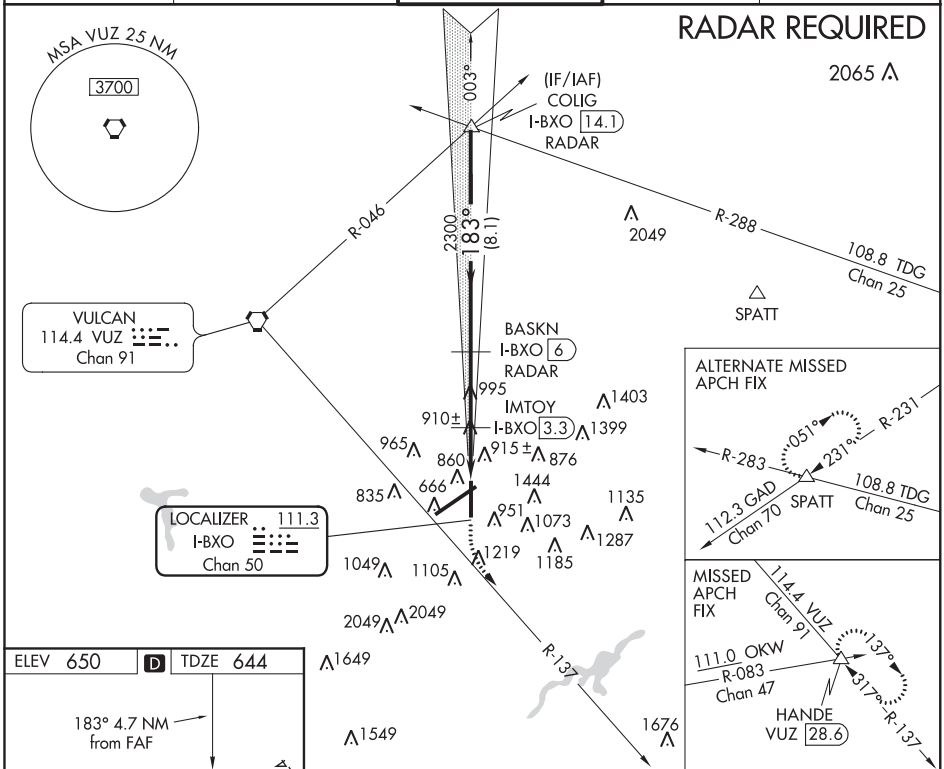 RADAR REQUIRED
MSA VUZ 25 NM
3700
2065
003°
(IF/IAF)
COLIG
I-BXO 14.1
RADAR
R-046
2300
183°
(8.1)
2049
R-288
108.8 TDG
Chan 25
SPATT
VULCAN
114.4 VUZ
Chan 91
BASKN
I-BXO 6
RADAR
995
1403
IMTOY
I-BXO 3.3
910±
1399
965
860
915±
876
835
666
1444
951
1073
1135
1287
1185
1219
LOCALIZER 111.3
I-BXO
Chan 50
1049
1105
2049
2049
1649
1549
R-137
1676
ALTERNATE MISSED
APCH FIX
051°
231°
R-231
R-283
SPATT
108.8 TDG
Chan 25
112.3 GAD
Chan 70
MISSED
APCH
FIX
114.4 VUZ
Chan 91
111.0 OKW
R-083
Chan 47
137°
317°
R-137
HANDE
VUZ 28.6
ELEV 650
D
TDZE 644
183° 4.7 NM
from FAF